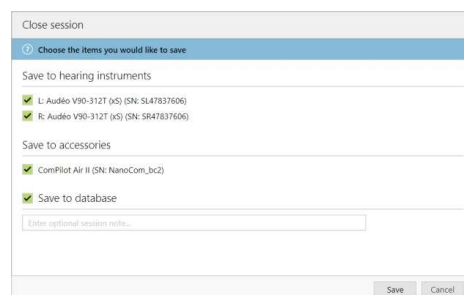 Close session
? Choose the items you would like to save
Save to hearing instruments
L: Audéo V90-312T (xS) (SN: SL47837606)
R: Audéo V90-312T (xS) (SN: SR47837606)
Save to accessories
ComPilot Air II (SN: NanoCom_bc2)
Save to database
Enter optional session note...
Save Cancel